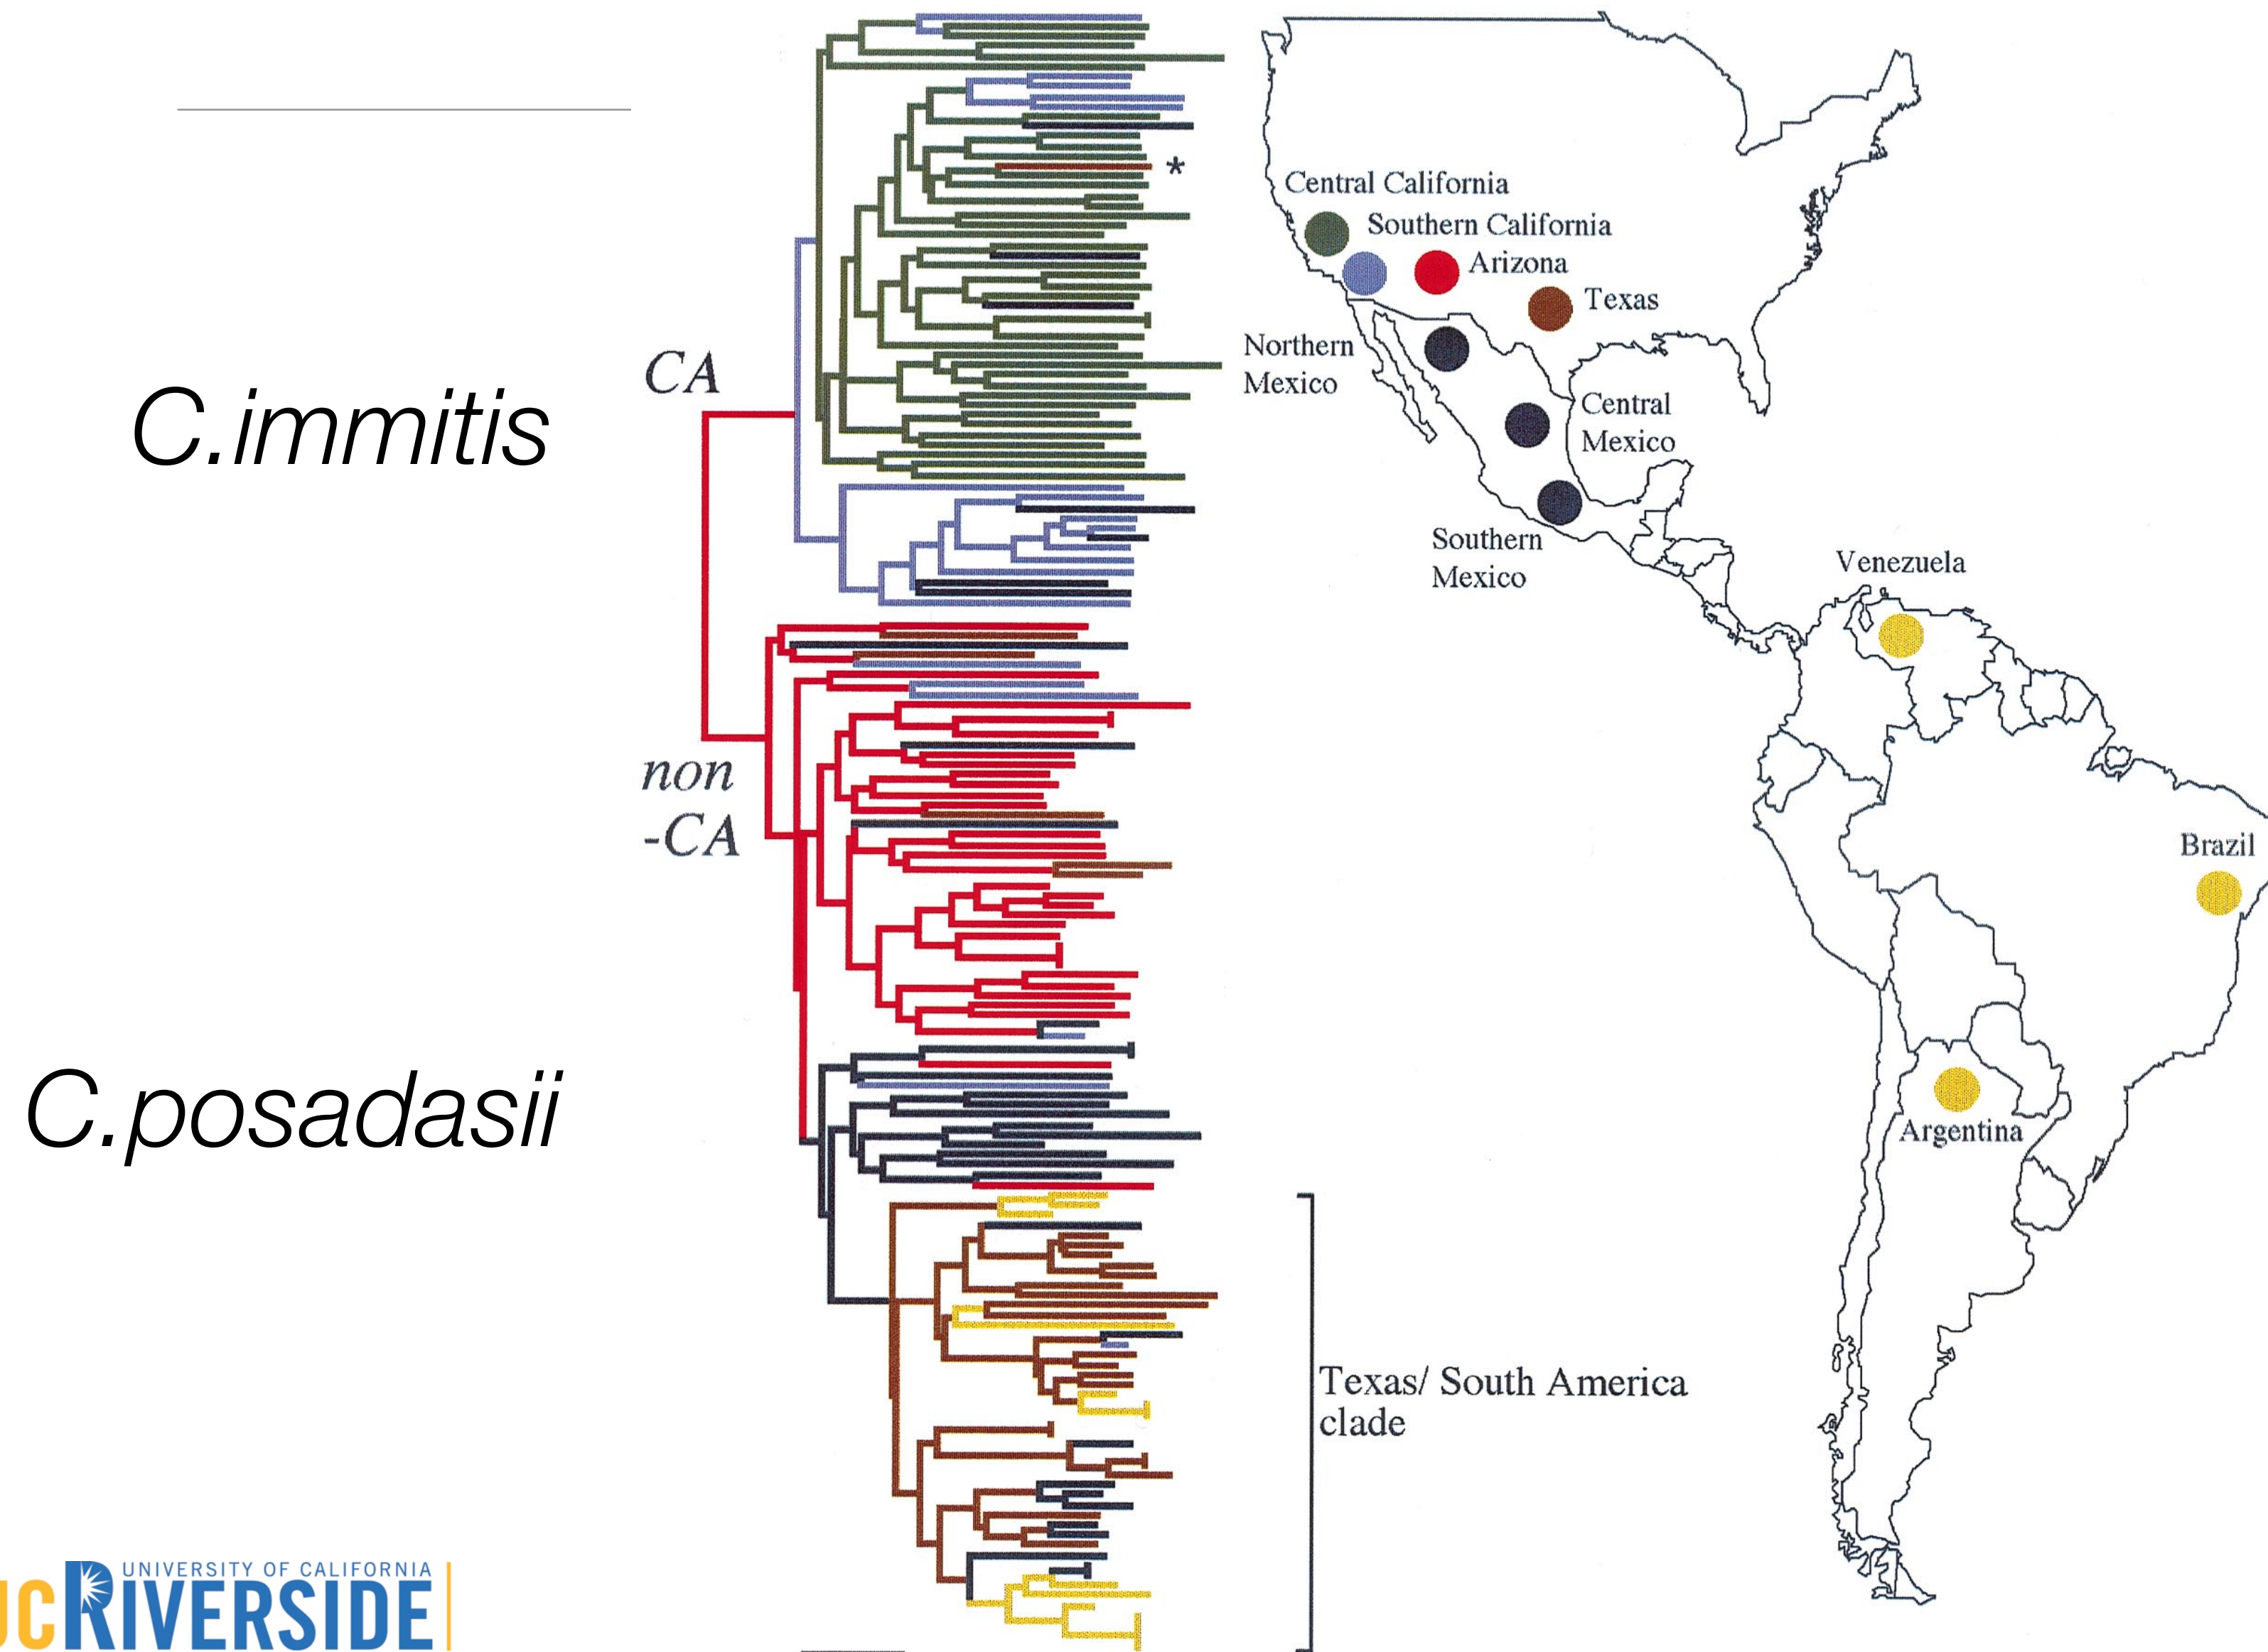 C.immitis
C.posadasii
CA
non
-CA
*
Central California
Southern California
Arizona
Texas
Northern
Mexico
Central
Mexico
Southern
Mexico
Venezuela
Brazil
Argentina
Texas/ South America
clade
UNIVERSITY OF CALIFORNIA
UCRIVERSIDE